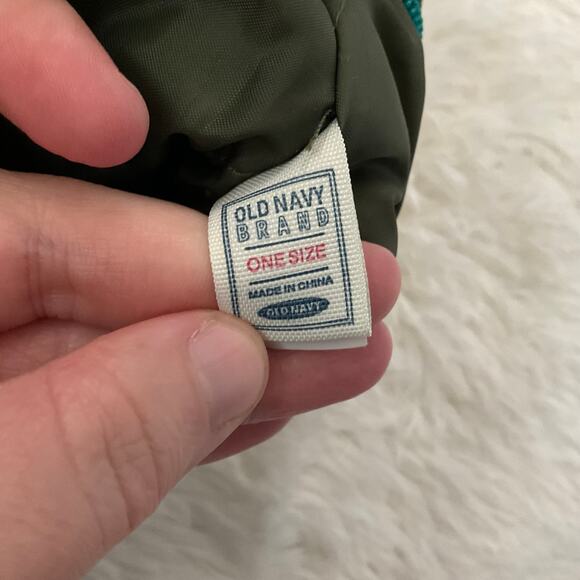 OLD NAVY
BRAND
ONE SIZE
MADE IN CHINA
OLD NAVY